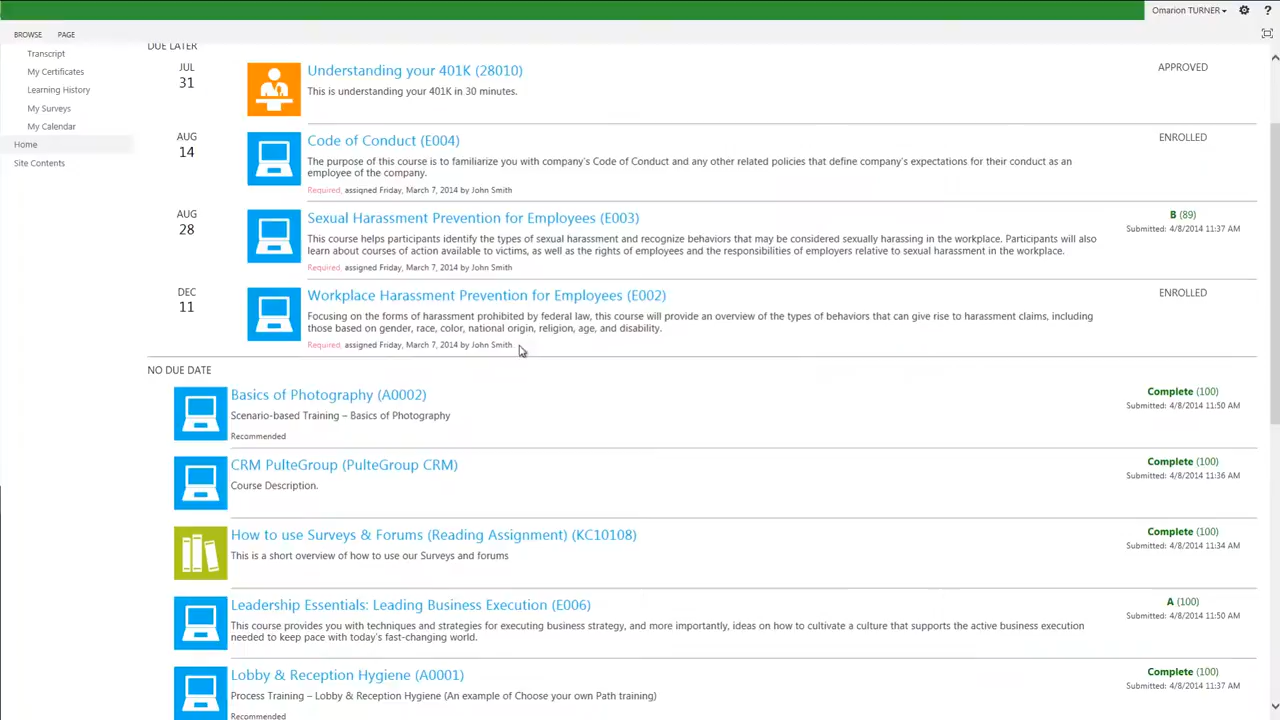 Omarion TURNER
BROWSE PAGE
Transcript
My Certificates
Learning History
My Surveys
My Calendar
Home
Site Contents
DUE LATER
JUL
31
Understanding your 401K (28010)
This is understanding your 401K in 30 minutes.
APPROVED
AUG
14
Code of Conduct (E004)
The purpose of this course is to familiarize you with company's Code of Conduct and any other related policies that define company's expectations for their conduct as an
employee of the company.
Required, assigned Friday, March 7, 2014 by John Smith
ENROLLED
AUG
28
Sexual Harassment Prevention for Employees (E003)
This course helps participants identify the types of sexual harassment and recognize behaviors that may be considered sexually harassing in the workplace. Participants will also
learn about courses of action available to victims, as well as the rights of employees and the responsibilities of employers relative to sexual harassment in the workplace.
Required, assigned Friday, March 7, 2014 by John Smith
B (89)
Submitted: 4/8/2014 11:37 AM
DEC
11
Workplace Harassment Prevention for Employees (E002)
Focusing on the forms of harassment prohibited by federal law, this course will provide an overview of the types of behaviors that can give rise to harassment claims, including
those based on gender, race, color, national origin, religion, age, and disability.
Required, assigned Friday, March 7, 2014 by John Smith
ENROLLED
NO DUE DATE
Basics of Photography (A0002)
Scenario-based Training – Basics of Photography
Recommended
Complete (100)
Submitted: 4/8/2014 11:50 AM
CRM PulteGroup (PulteGroup CRM)
Course Description.
Complete (100)
Submitted: 4/8/2014 11:36 AM
How to use Surveys & Forums (Reading Assignment) (KC10108)
This is a short overview of how to use our Surveys and forums
Complete (100)
Submitted: 4/8/2014 11:34 AM
Leadership Essentials: Leading Business Execution (E006)
This course provides you with techniques and strategies for executing business strategy, and more importantly, ideas on how to cultivate a culture that supports the active business execution
needed to keep pace with today's fast-changing world.
A (100)
Submitted: 4/8/2014 11:50 AM
Lobby & Reception Hygiene (A0001)
Process Training – Lobby & Reception Hygiene (An example of Choose your own Path training)
Recommended
Complete (100)
Submitted: 4/8/2014 11:37 AM